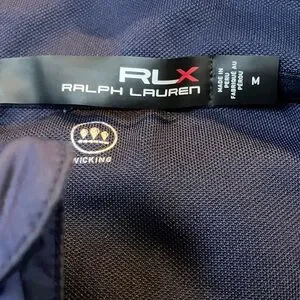 RLX
RALPH LAUREN
MADE IN
PERU
FABRIQUÉ AU
PÉROU
M
WICKING